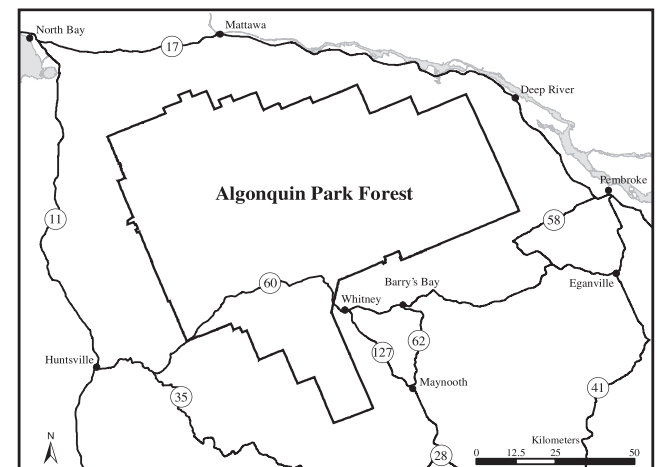 North Bay
Mattawa
17
Deep River
Pembroke
Algonquin Park Forest
11
58
60
Barry's Bay
Eganville
Whitney
62
127
Huntsville
Maynooth
35
41
N
Kilometers
28
0 12.5 25 50